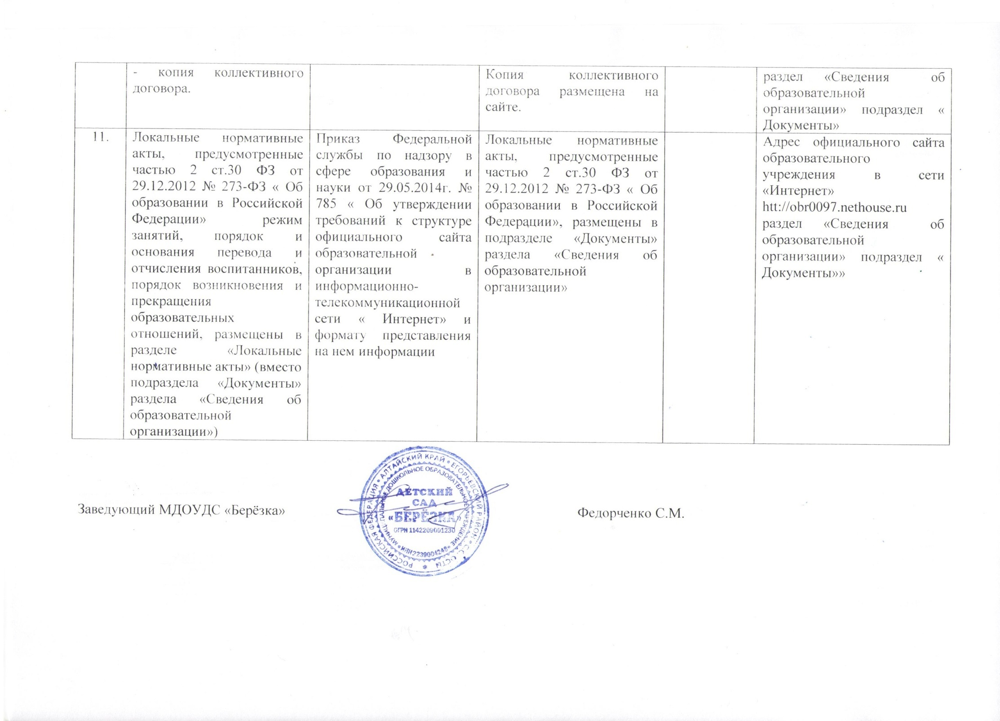 - копия коллективного
договора.
Копия коллективного
договора размещена на
сайте.
раздел «Сведения об
образовательной
организации» подраздел «
Документы»
11.
Локальные нормативные
акты, предусмотренные
частью 2 ст.30 ФЗ от
29.12.2012 № 273-ФЗ « Об
образовании в Российской
Федерации» режим
занятий, порядок и
основания перевода и
отчисления воспитанников,
порядок возникновения и
прекращения
образовательных
отношений, размещены в
разделе «Локальные
нормативные акты» (вместо
подраздела «Документы»
раздела «Сведения об
образовательной
организации»)
Приказ Федеральной
службы по надзору в
сфере образования и
науки от 29.05.2014г. №
785 « Об утверждении
требований к структуре
официального сайта
образовательной
организации в
информационно-
телекоммуникационной
сети « Интернет» и
формату представления
на нем информации
Локальные нормативные
акты, предусмотренные
частью 2 ст.30 ФЗ от
29.12.2012 № 273-ФЗ « Об
образовании в Российской
Федерации», размещены в
подразделе «Документы»
раздела «Сведения об
образовательной
организации»
Адрес официального сайта
образовательного
учреждения в сети
«Интернет»
htt://obr0097.nethouse.ru
раздел «Сведения об
образовательной
организации» подраздел «
Документы»»
Заведующий МДОУДС «Берёзка»
РОССИЙСКАЯ ФЕДЕРАЦИЯ • АЛТАЙСКИЙ КРАЙ • ЕГОРЬЕВСКИЙ РАЙОН •
МУНИЦИПАЛЬНОЕ ДОШКОЛЬНОЕ ОБРАЗОВАТЕЛЬНОЕ УЧРЕЖДЕНИЕ
ДЕТСКИЙ
САД
«БЕРЁЗКА»
ОГРН 1142209001230
• ИНН 2239004248 •
Федорченко С.М.